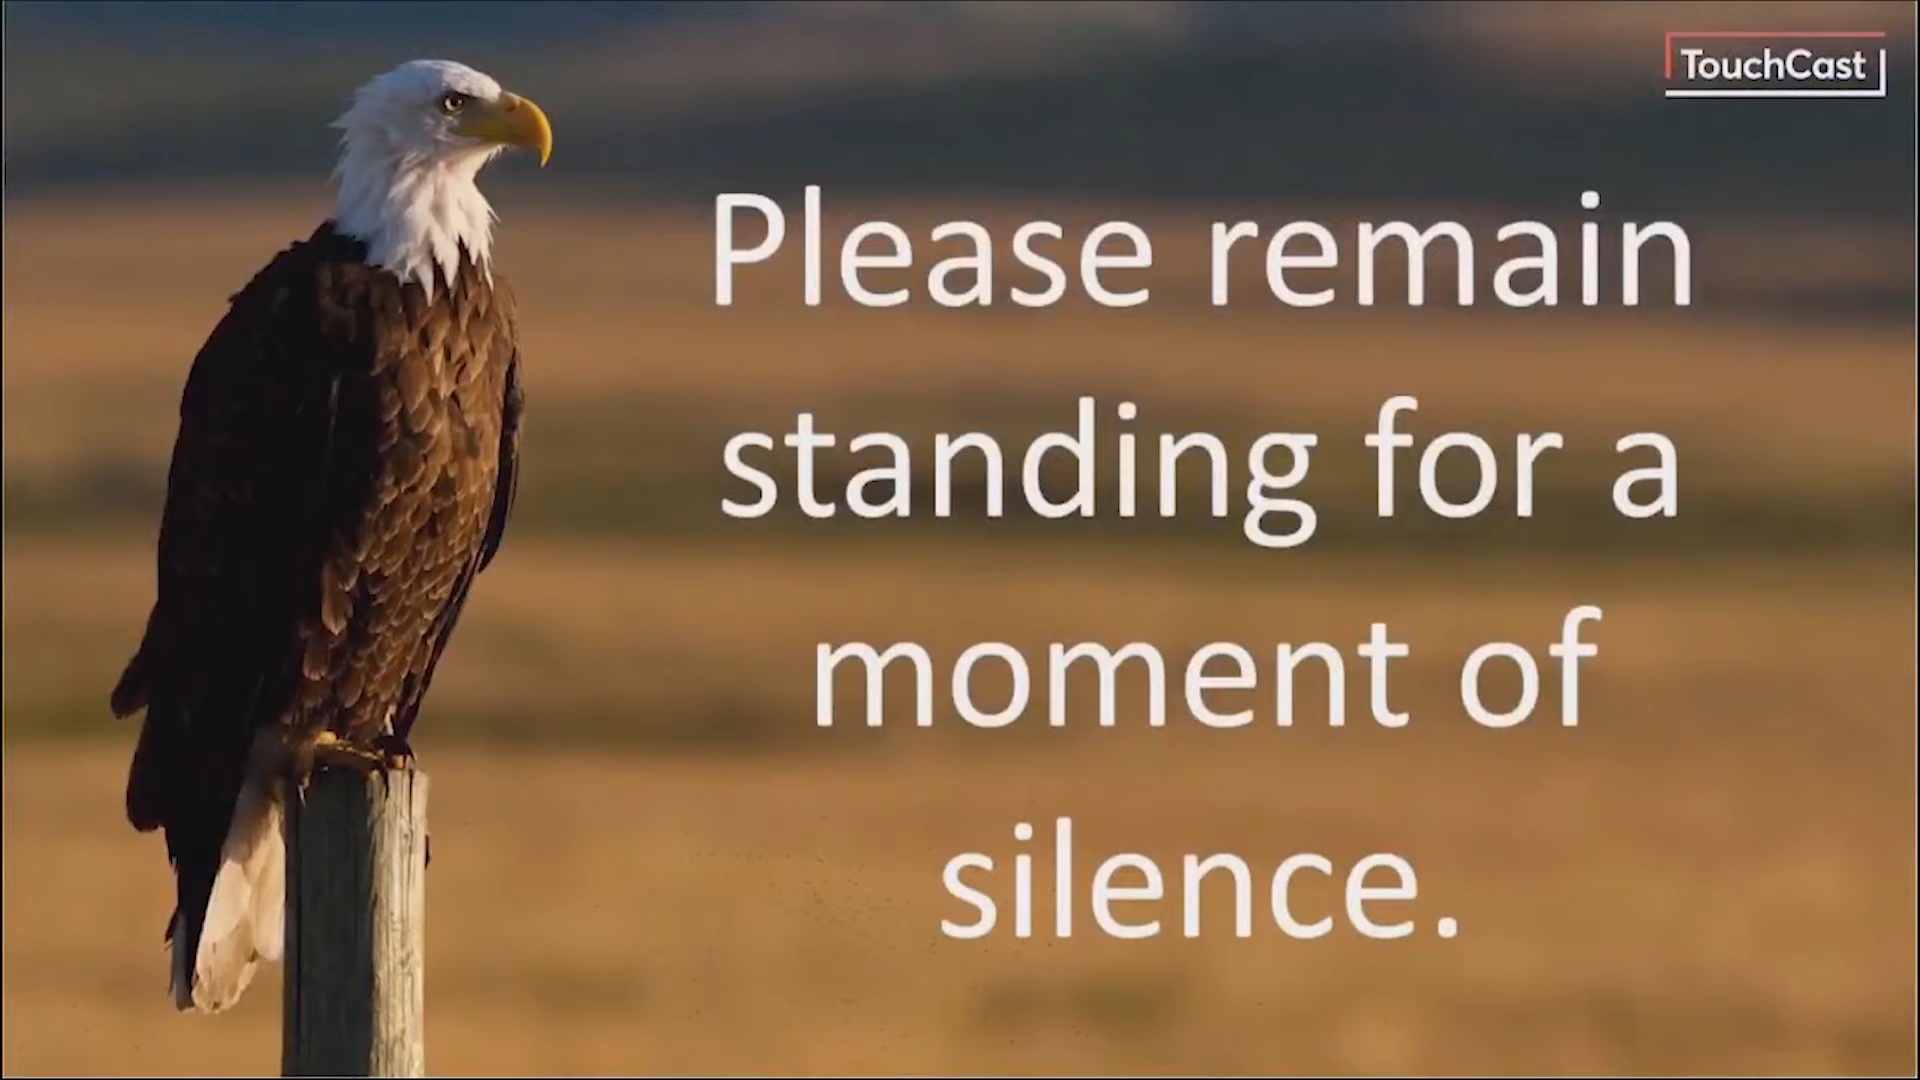 TouchCast
Please remain
standing for a
moment of
silence.